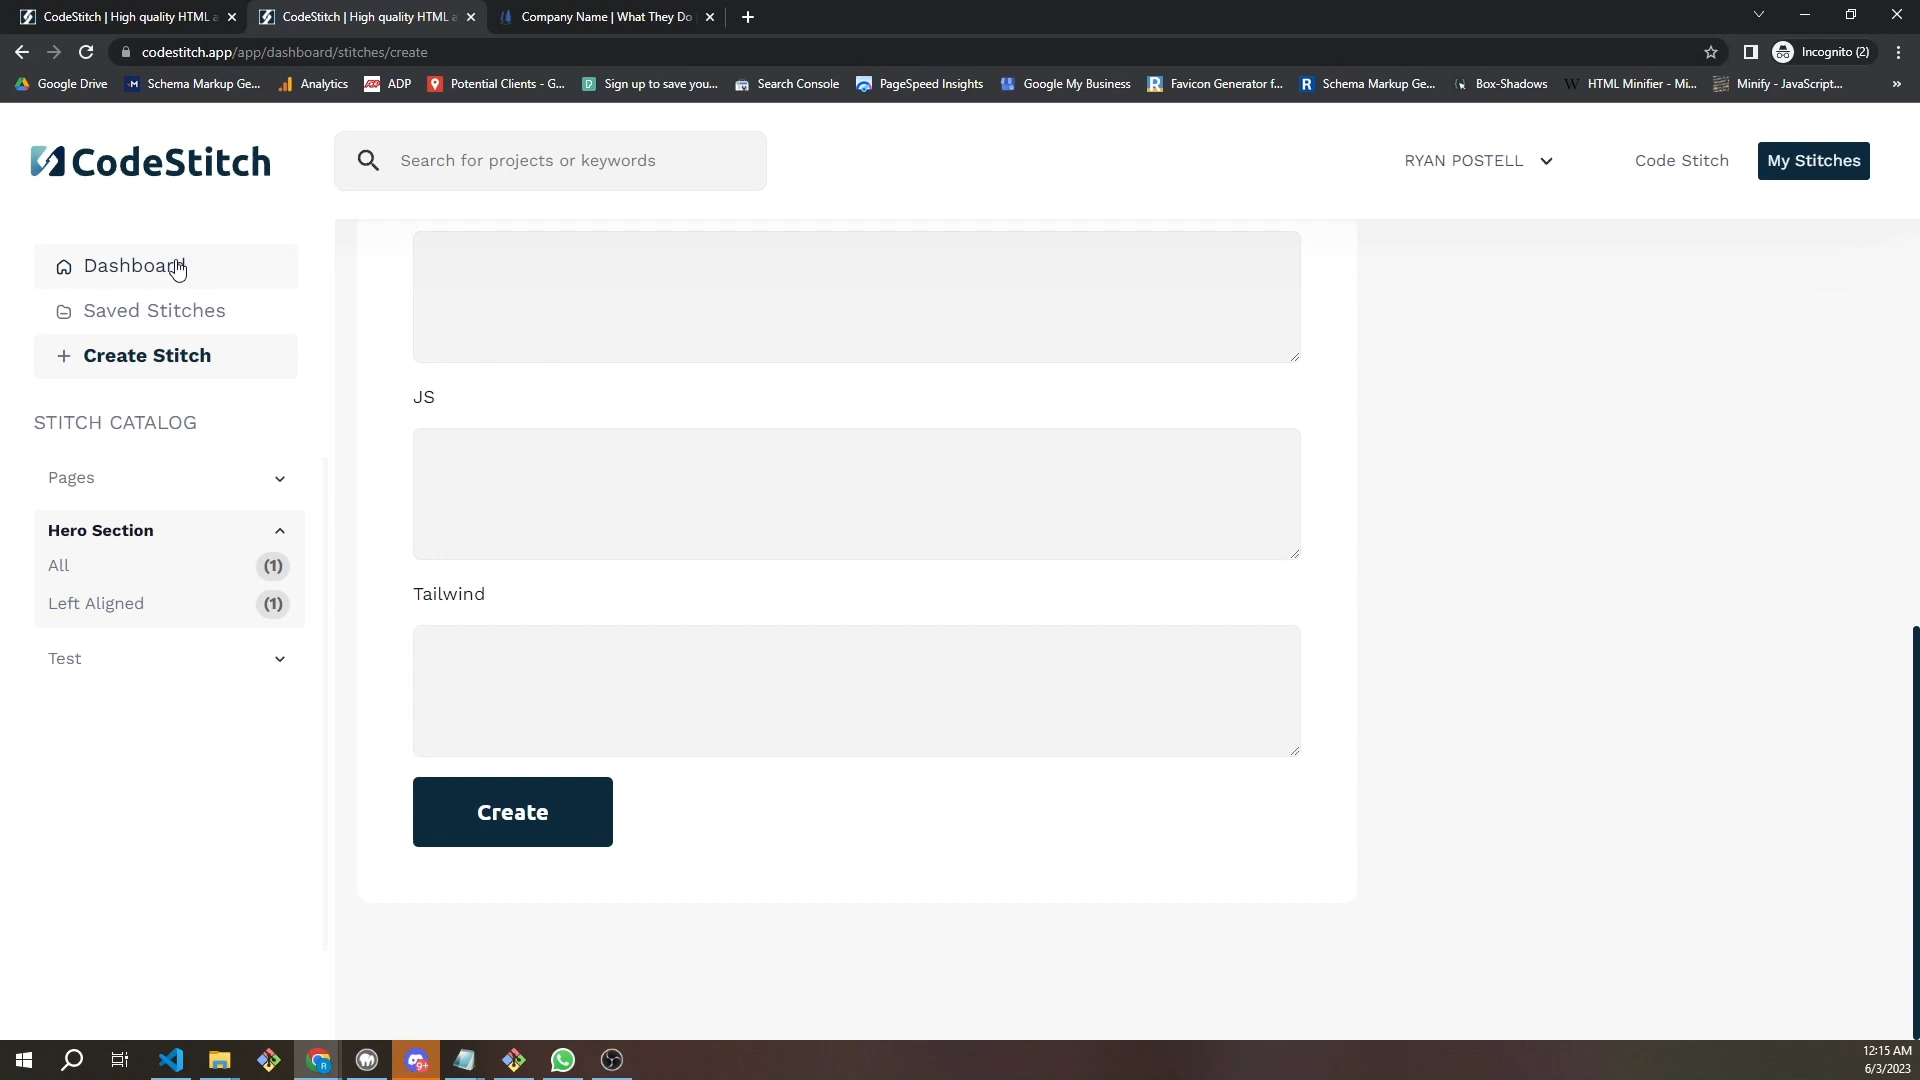 CodeStitch | High quality HTML a
CodeStitch | High quality HTML a
Company Name | What They Do
codestitch.app/app/dashboard/stitches/create
Incognito (2)
Google Drive
Schema Markup Ge...
Analytics
ADP
Potential Clients - G...
Sign up to save you...
Search Console
PageSpeed Insights
Google My Business
Favicon Generator f...
Schema Markup Ge...
Box-Shadows
HTML Minifier - Mi...
Minify - JavaScript...
»
CodeStitch
Search for projects or keywords
RYAN POSTELL
Code Stitch
My Stitches
Dashboard
Saved Stitches
Create Stitch
STITCH CATALOG
Pages
Hero Section
All (1)
Left Aligned (1)
Test
JS
Tailwind
Create
9+
12:15 AM
6/3/2023